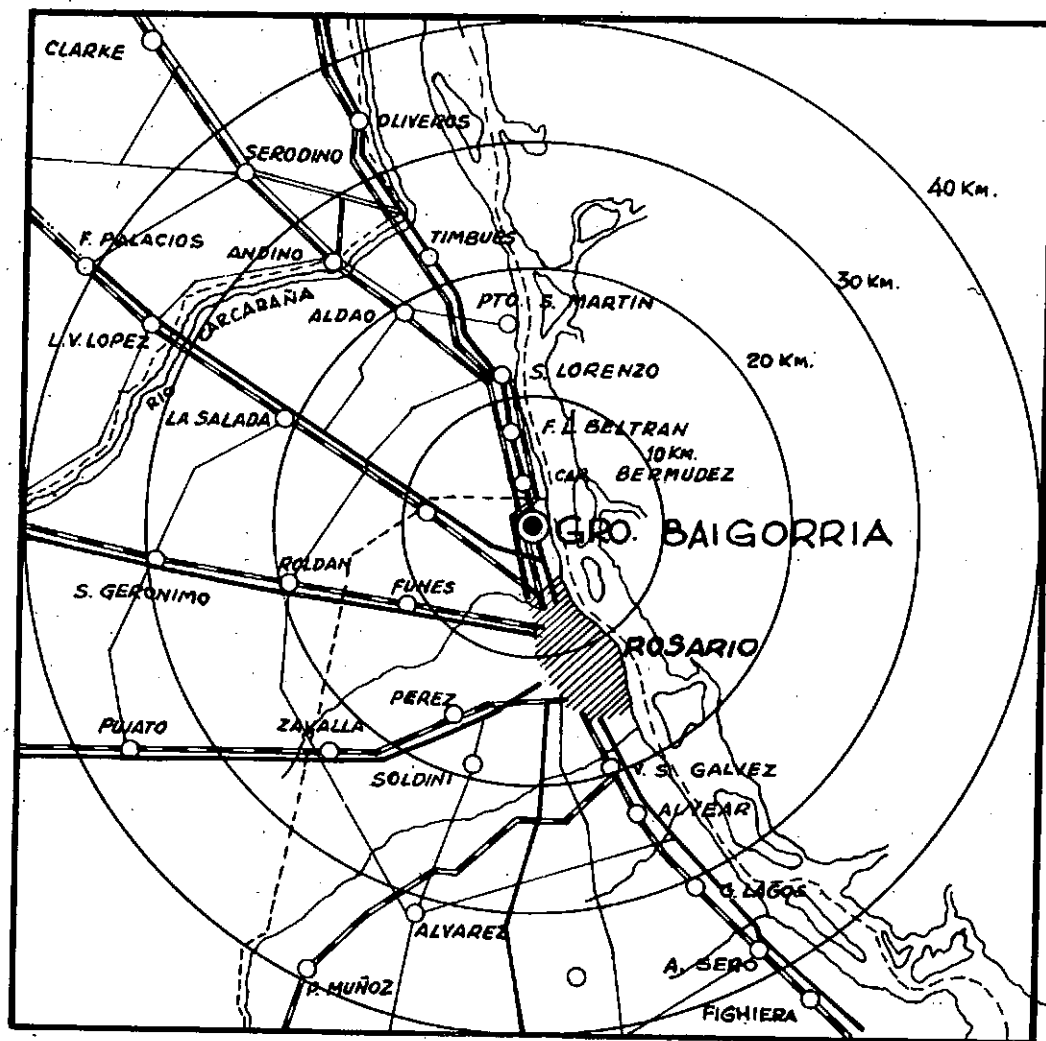 CLARKE
OLIVEROS
SERODINO
40 Km.
F. PALACIOS
ANDINO
TIMBUES
30 Km.
CARCARAÑA
RIO
ALDAO
PTO. S. MARTIN
L.V. LOPEZ
20 Km.
S. LORENZO
LA SALADA
F. L. BELTRAN
10 Km.
CAP. BERMUDEZ
GRO. BAIGORRIA
S. GERONIMO
ROLDAN
FUNES
ROSARIO
PEREZ
PUJATO
ZAVALLA
SOLDINI
V. S. GALVEZ
ALVEAR
G. LAGOS
ALVAREZ
A. SECO
P. MUÑOZ
FIGHIERA